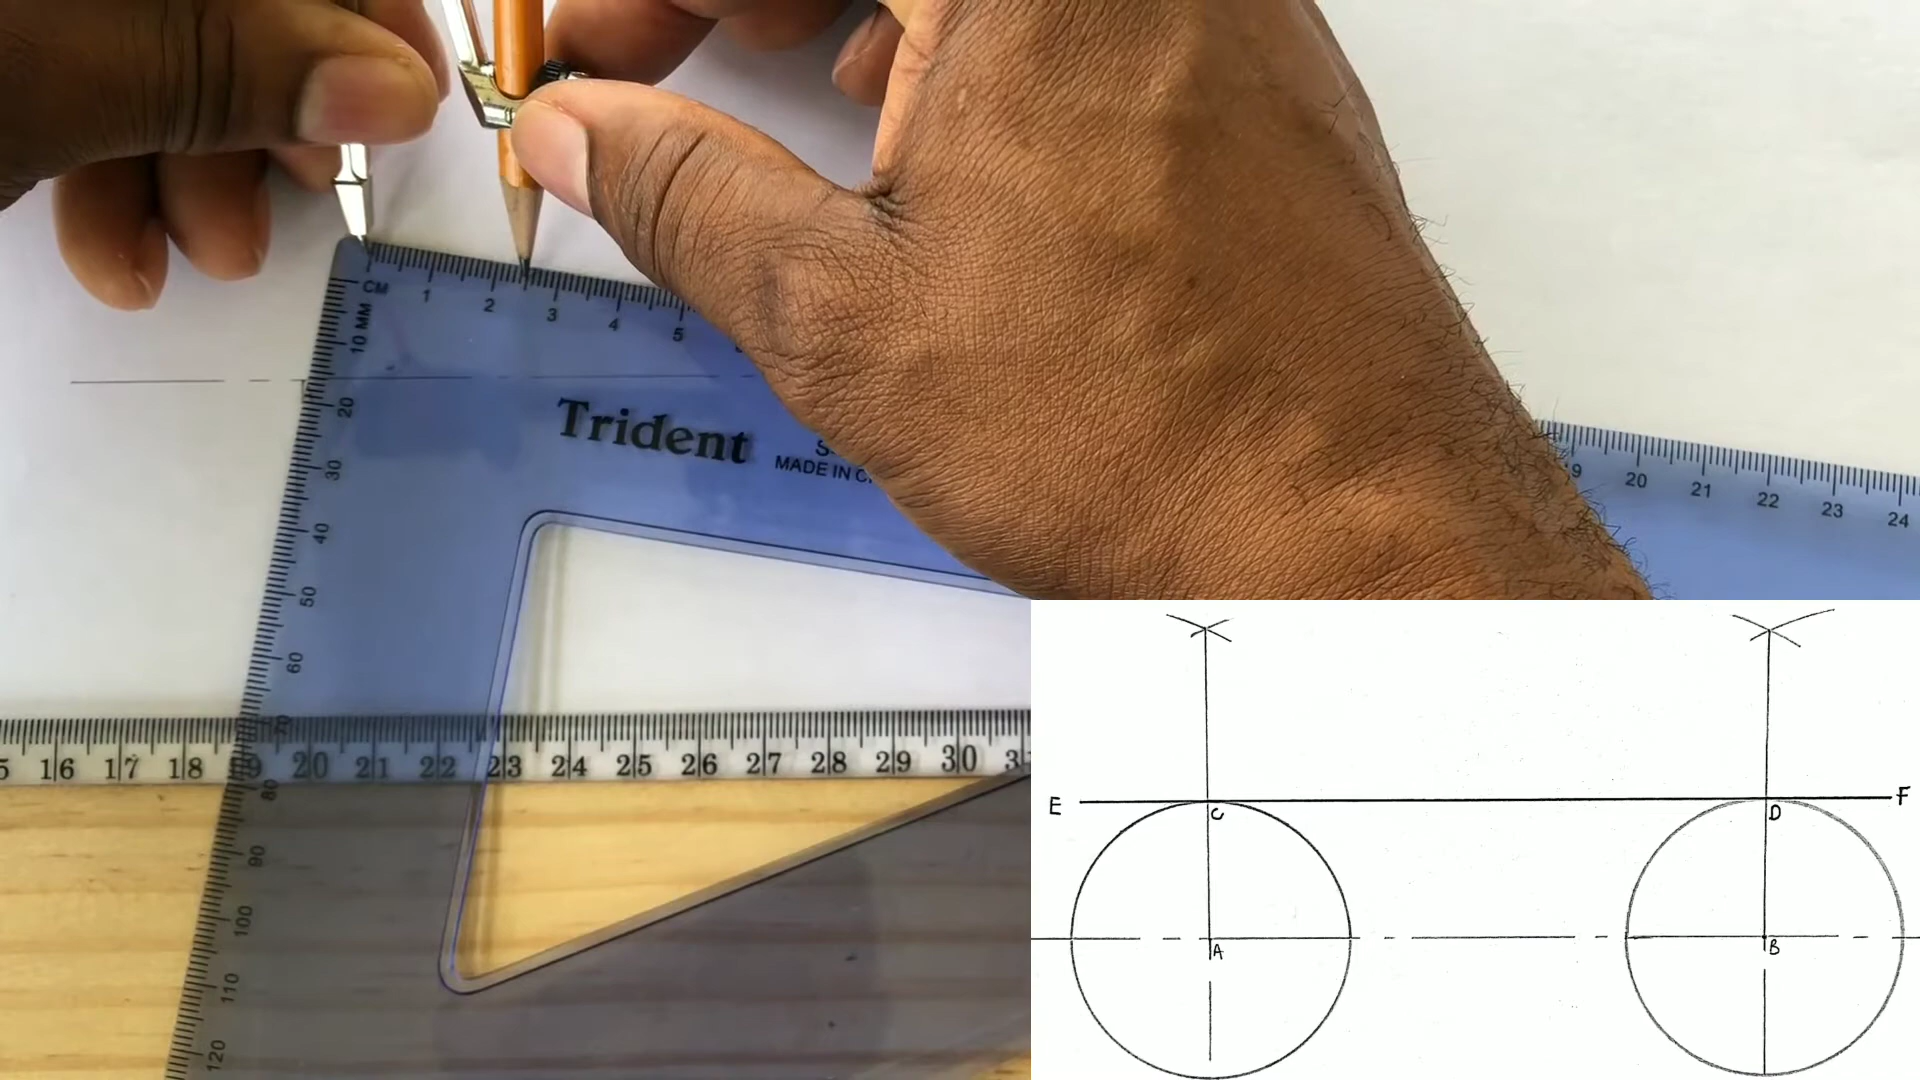 CM 1 2 3 4 5
19 20 21 22 23 24
10 MM 20 30 40 50 60 70 80 90 100 110 120
Trident
MADE IN
16 17 18 19 20 21 22 23 24 25 26 27 28 29 30
E C D F
A B